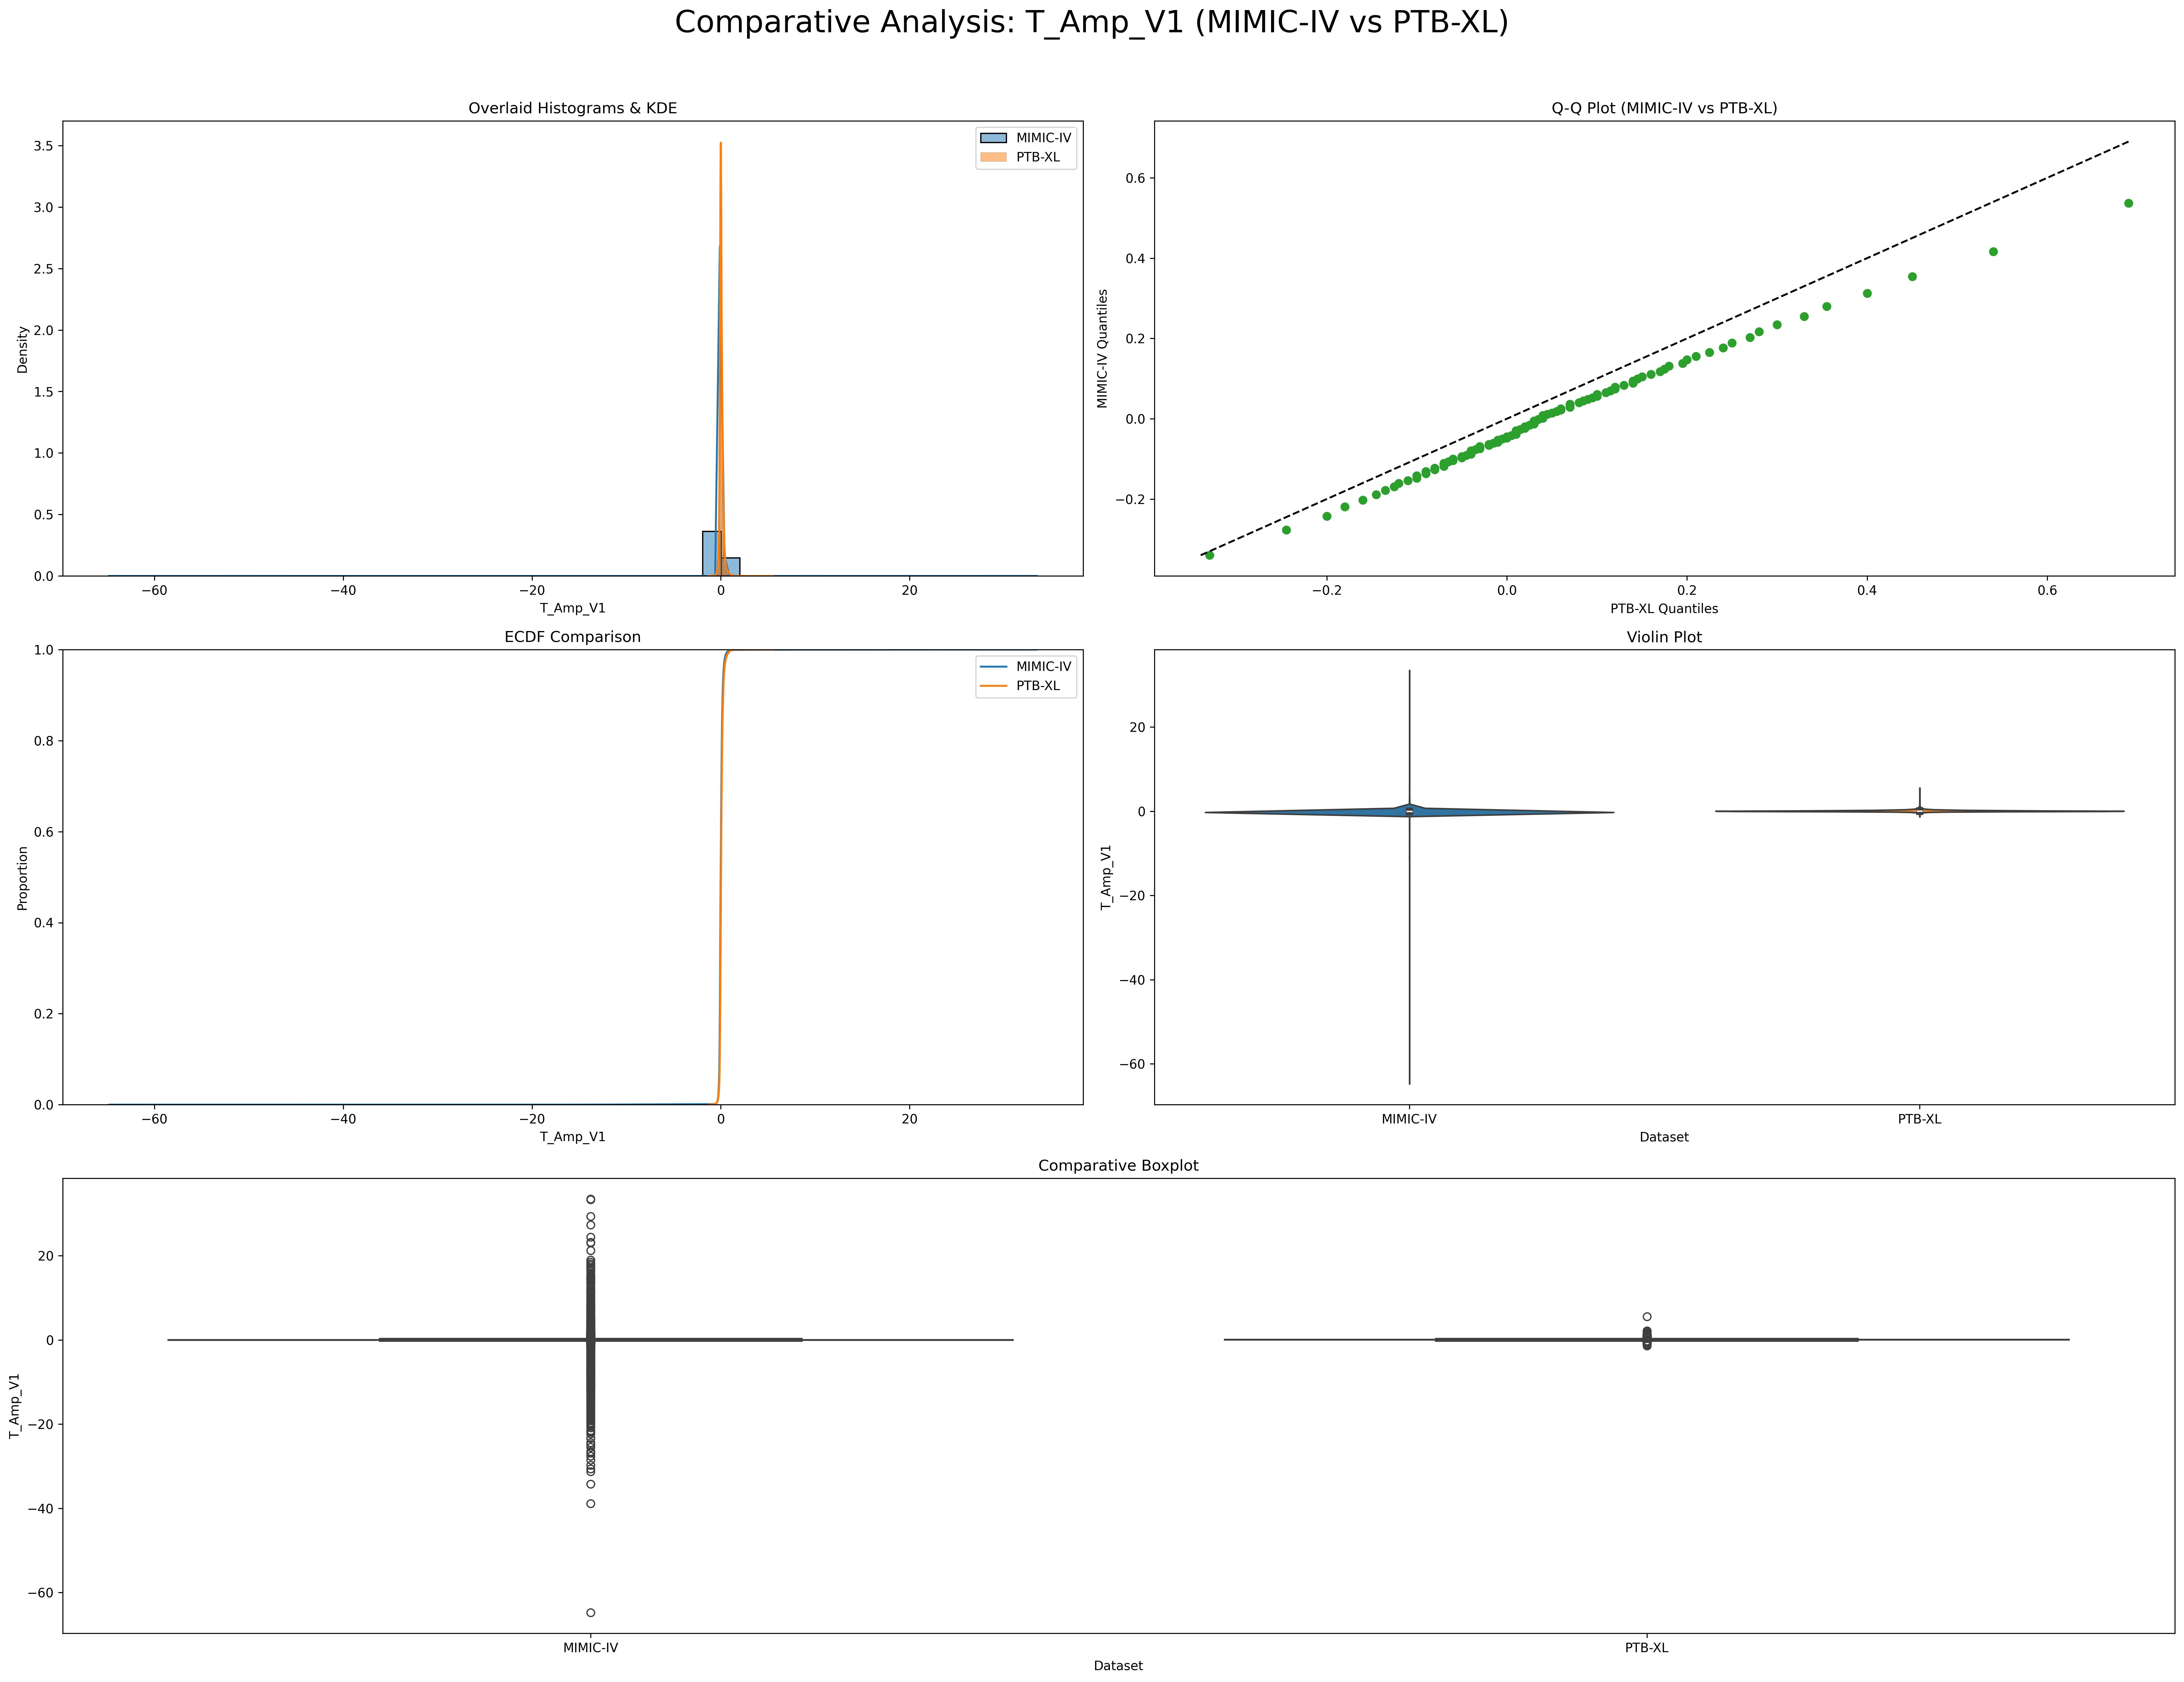 Comparative Analysis: T_Amp_V1 (MIMIC-IV vs PTB-XL)
Overlaid Histograms & KDE
3.5
3.0
2.5
2.0
1.5
1.0
0.5
0.0
Density
−60 −40 −20 0 20
T_Amp_V1
MIMIC-IV
PTB-XL
Q-Q Plot (MIMIC-IV vs PTB-XL)
0.6
0.4
0.2
0.0
−0.2
MIMIC-IV Quantiles
−0.2 0.0 0.2 0.4 0.6
PTB-XL Quantiles
ECDF Comparison
1.0
0.8
0.6
0.4
0.2
0.0
Proportion
−60 −40 −20 0 20
T_Amp_V1
MIMIC-IV
PTB-XL
Violin Plot
20
0
−20
−40
−60
T_Amp_V1
MIMIC-IV PTB-XL
Dataset
Comparative Boxplot
20
0
−20
−40
−60
T_Amp_V1
MIMIC-IV PTB-XL
Dataset